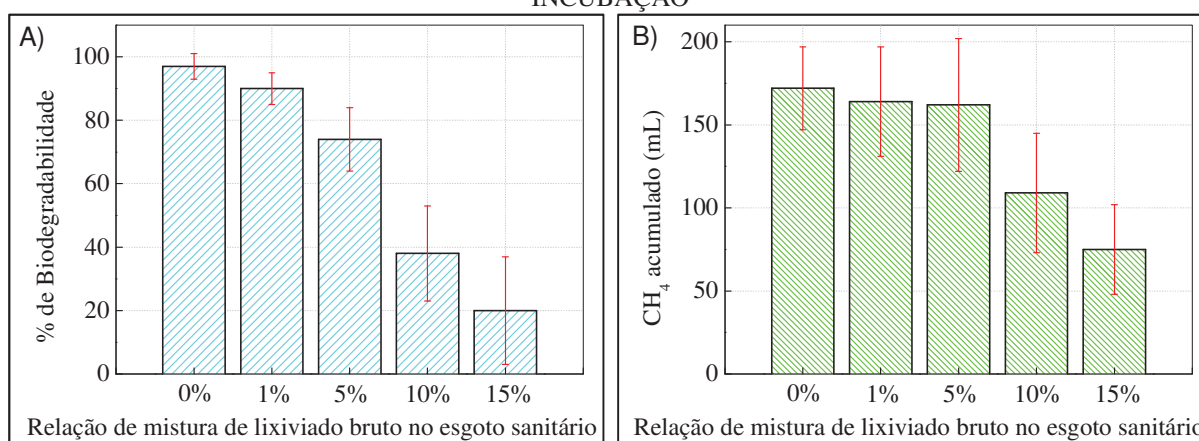 INCUBAÇÃO
A)
% de Biodegradabilidade
100
80
60
40
20
0
0% 1% 5% 10% 15%
Relação de mistura de lixiviado bruto no esgoto sanitário
B)
CH4 acumulado (mL)
200
150
100
50
0
0% 1% 5% 10% 15%
Relação de mistura de lixiviado bruto no esgoto sanitário